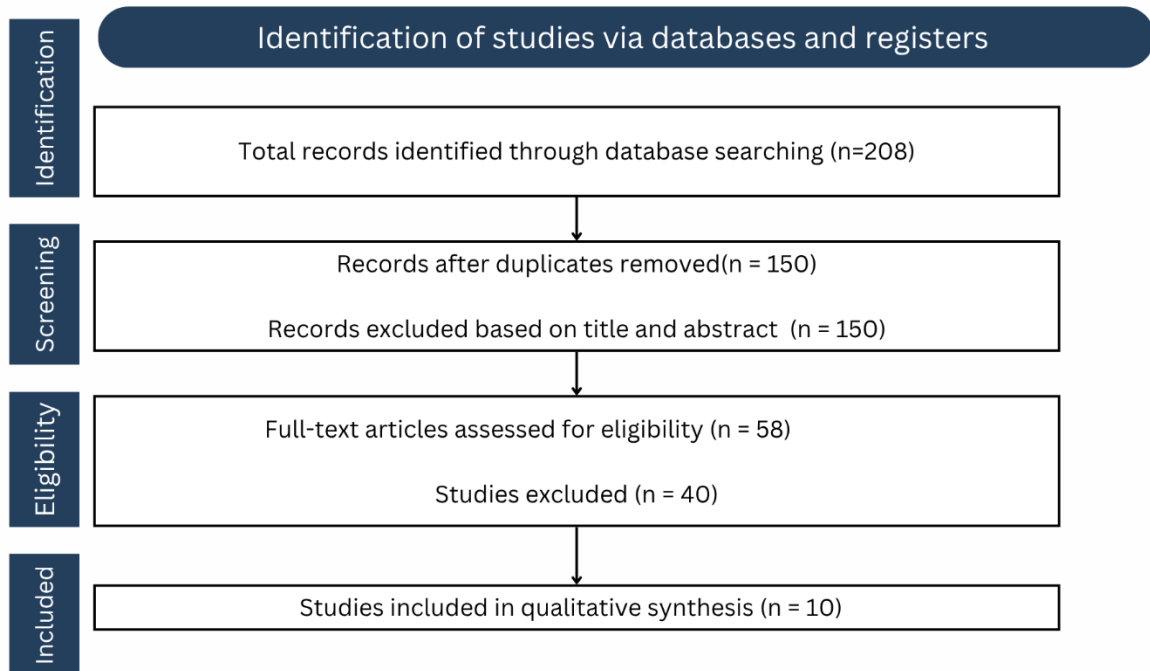 Identification of studies via databases and registers
Identification
Total records identified through database searching (n=208)
Screening
Records after duplicates removed(n = 150)
Records excluded based on title and abstract (n = 150)
Eligibility
Full-text articles assessed for eligibility (n = 58)
Studies excluded (n = 40)
Included
Studies included in qualitative synthesis (n = 10)